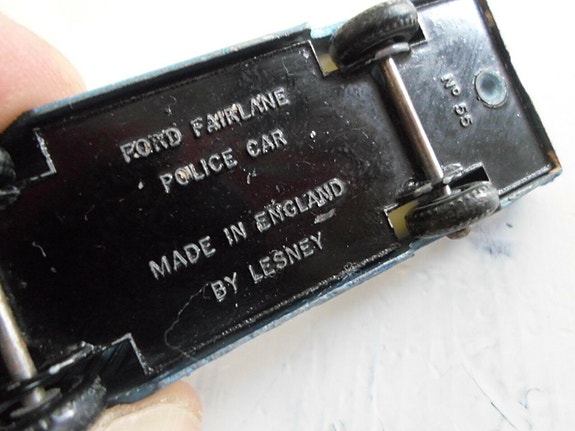 FORD FAIRLANE
POLICE CAR
MADE IN ENGLAND
BY LESNEY
Nº 55